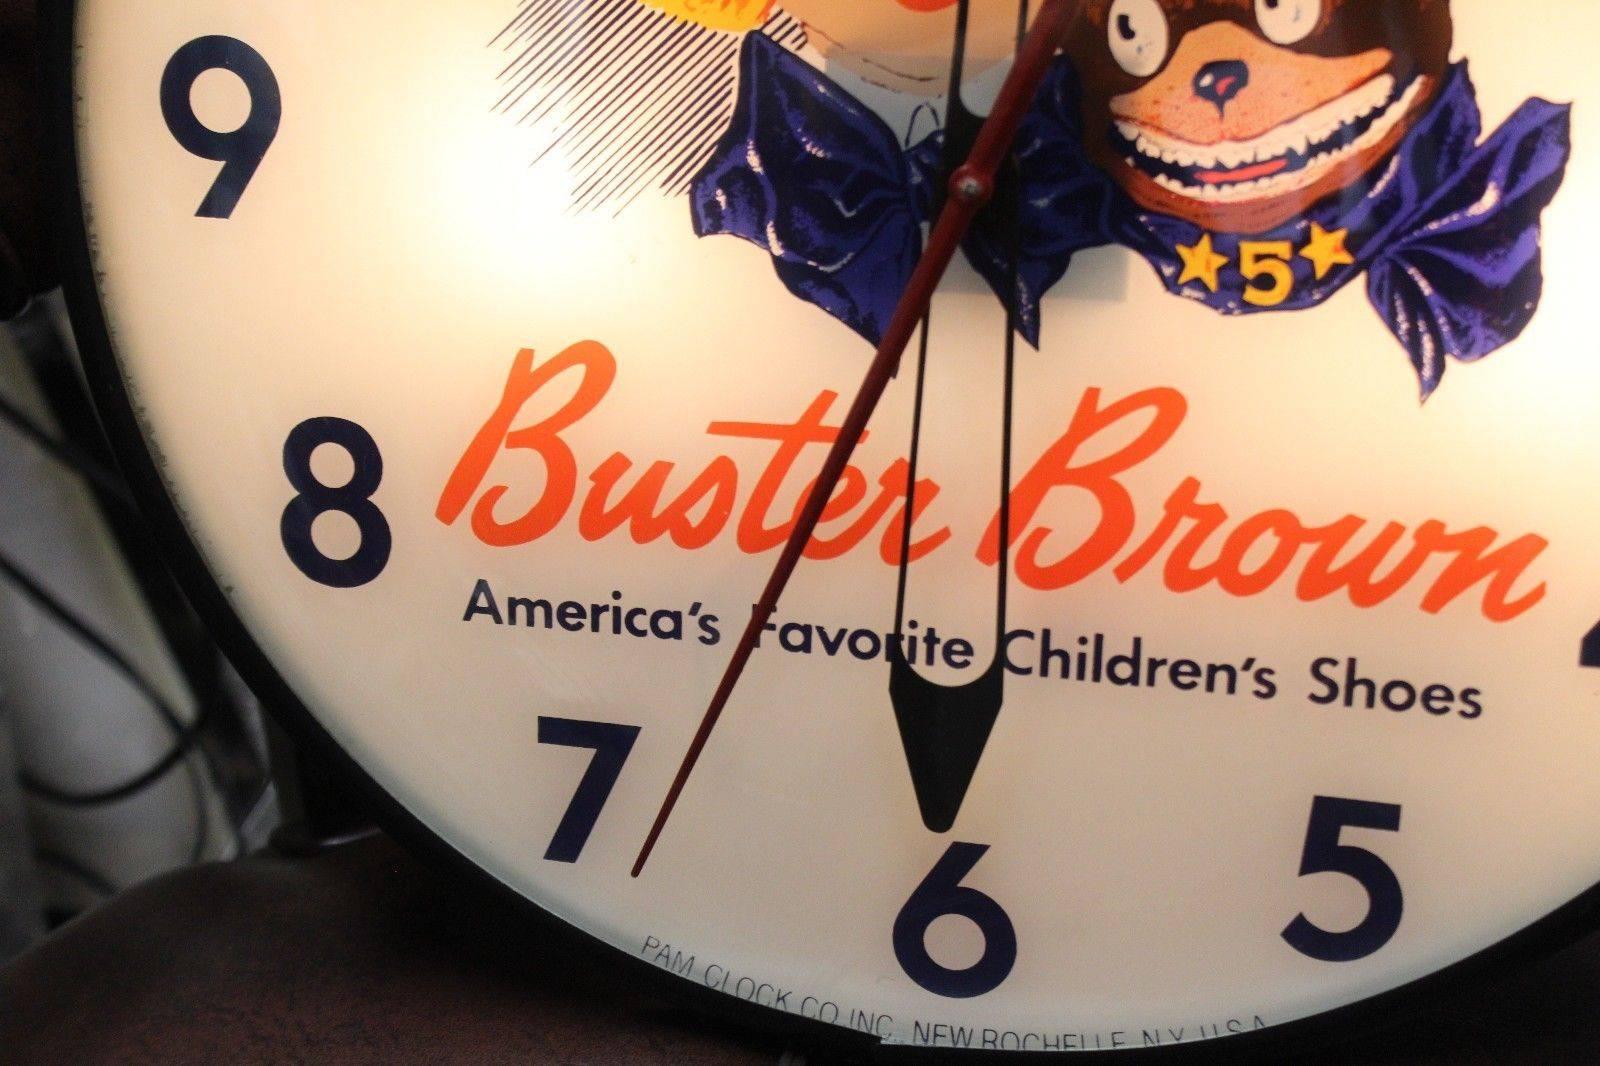 9
★5★
Buster Brown
8
America's Favorite Children's Shoes
7
5
6
PAM CLOCK CO INC., NEW ROCHELLE N.Y. U.S.A.